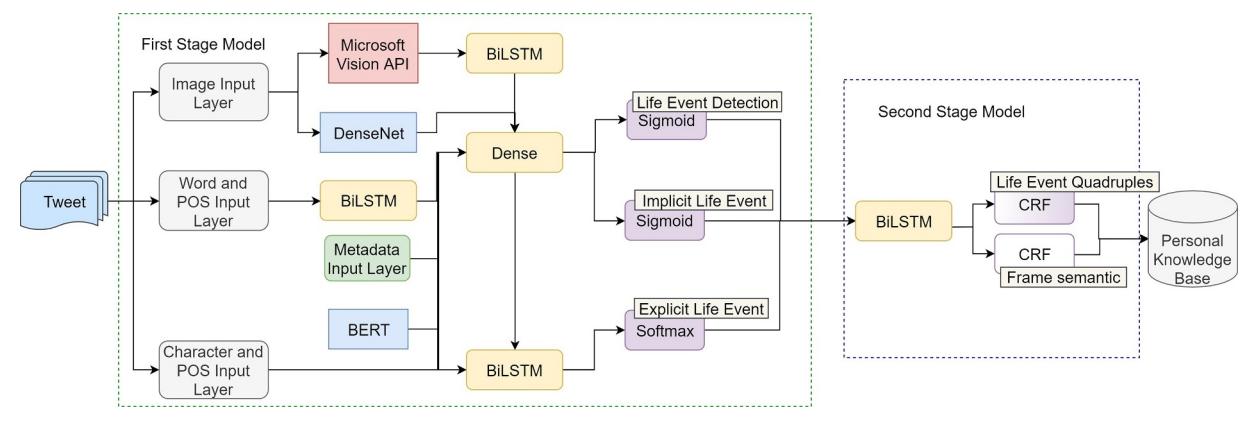 First Stage Model
Image Input
Layer
Microsoft
Vision API
BiLSTM
DenseNet
Dense
Life Event Detection
Sigmoid
Tweet
Word and
POS Input
Layer
BiLSTM
Implicit Life Event
Sigmoid
Metadata
Input Layer
BERT
Explicit Life Event
Softmax
Character and
POS Input
Layer
BiLSTM
Second Stage Model
BiLSTM
Life Event Quadruples
CRF
CRF
Frame semantic
Personal
Knowledge
Base